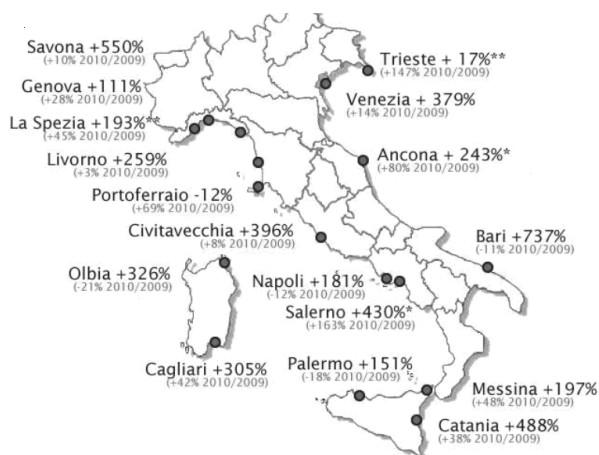 Savona +550%
(+10% 2010/2009)
Genova +111%
(+28% 2010/2009)
La Spezia +193%**
(+45% 2010/2009)
Livorno +259%
(+3% 2010/2009)
Portoferraio -12%
(+69% 2010/2009)
Civitavecchia +396%
(+8% 2010/2009)
Olbia +326%
(-21% 2010/2009)
Cagliari +305%
(+42% 2010/2009)
Trieste + 17%**
(+147% 2010/2009)
Venezia + 379%
(+14% 2010/2009)
Ancona + 243%*
(+80% 2010/2009)
Bari +737%
(-11% 2010/2009)
Napoli +181%
(-12% 2010/2009)
Salerno +430%*
(+163% 2010/2009)
Palermo +151%
(-18% 2010/2009)
Messina +197%
(+48% 2010/2009)
Catania +488%
(+38% 2010/2009)